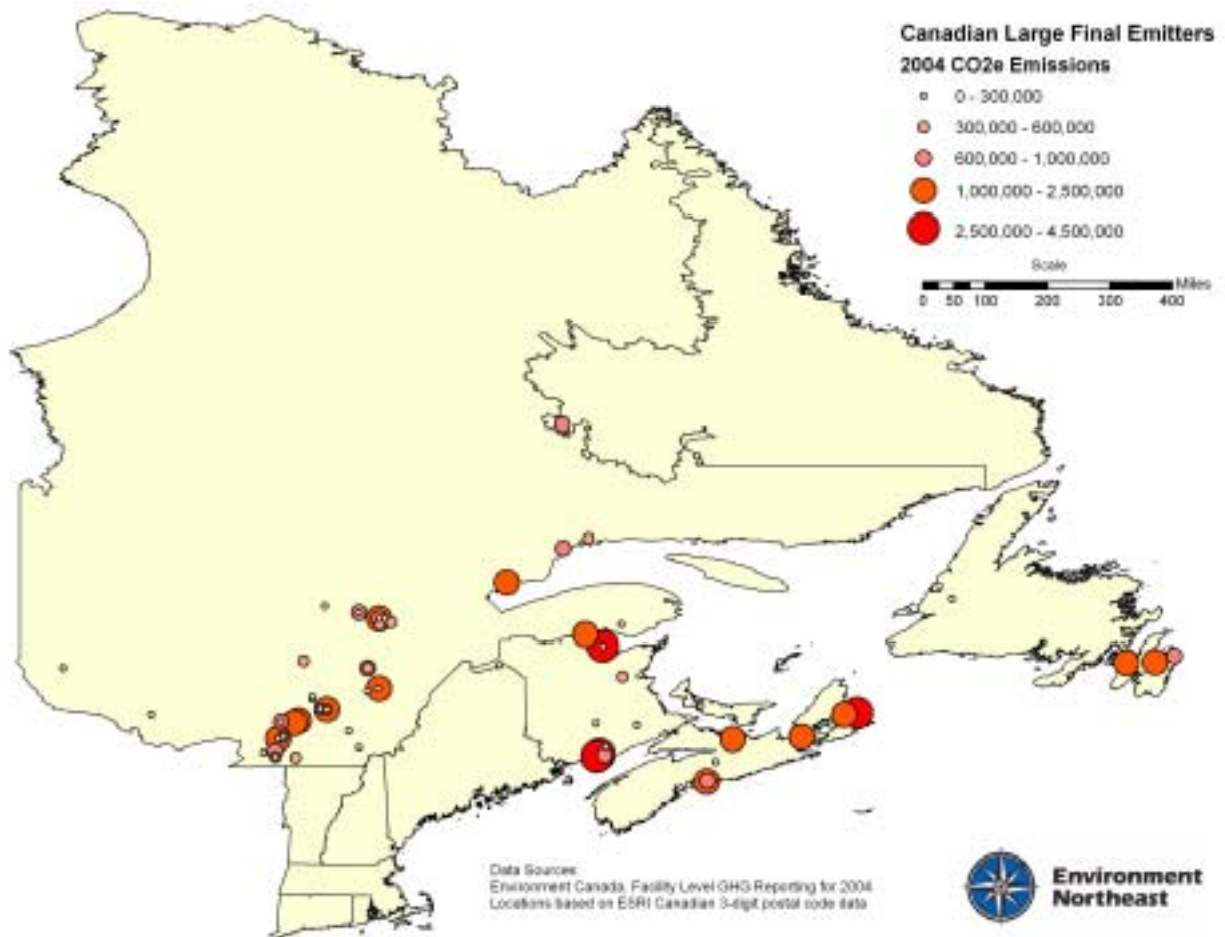 Canadian Large Final Emitters
2004 CO2e Emissions
0 - 300,000
300,000 - 600,000
600,000 - 1,000,000
1,000,000 - 2,500,000
2,500,000 - 4,500,000
Scale
Miles
0 50 100 200 300 400
Data Sources:
Environment Canada, Facility Level GHG Reporting for 2004
Locations based on ESRI Canadian 3-digit postal code data
Environment
Northeast